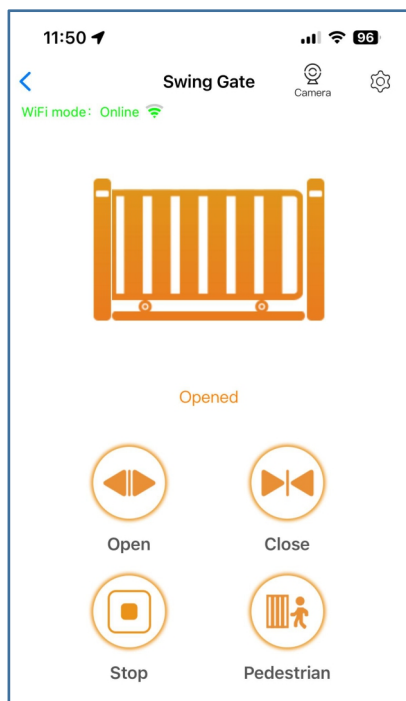 11:50
96
Swing Gate
Camera
WiFi mode: Online
Opened
Open
Close
Stop
Pedestrian